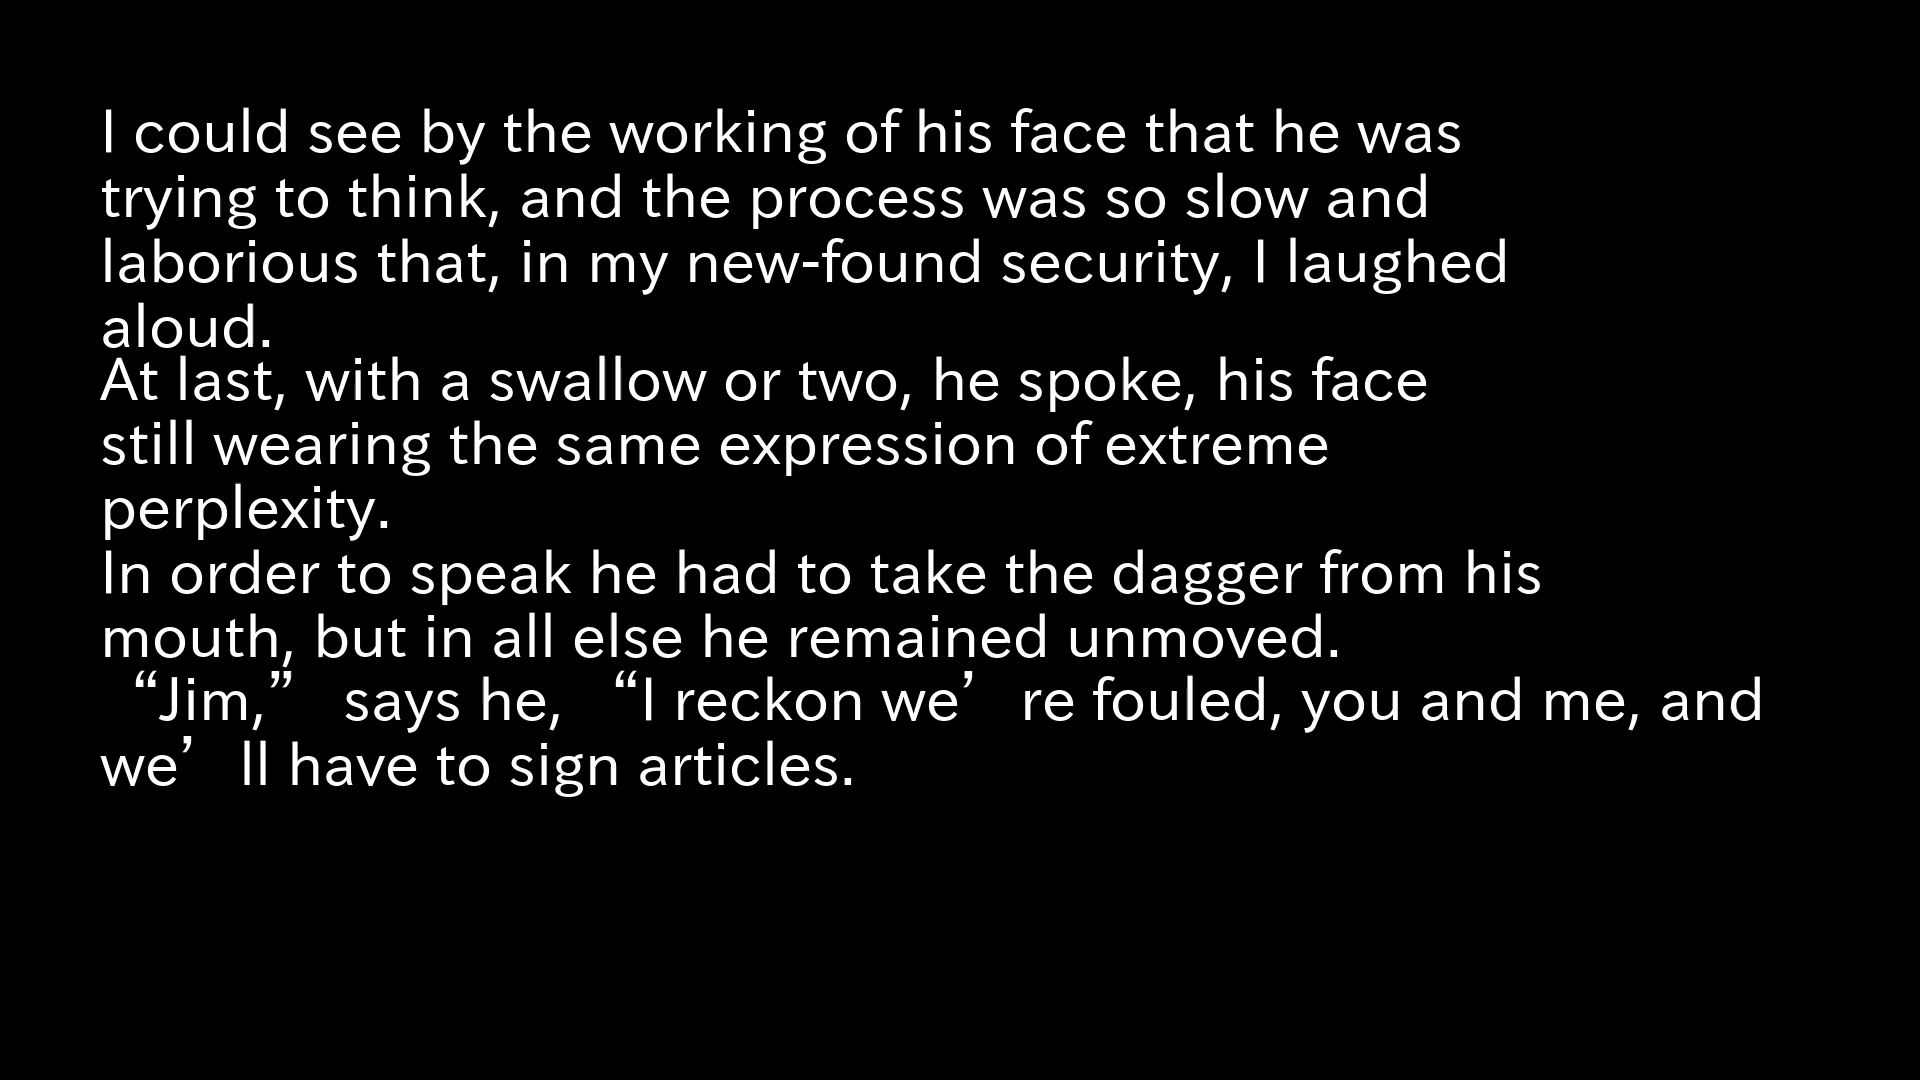 I could see by the working of his face that he was
trying to think, and the process was so slow and
laborious that, in my new-found security, I laughed
aloud.
At last, with a swallow or two, he spoke, his face
still wearing the same expression of extreme
perplexity.
In order to speak he had to take the dagger from his
mouth, but in all else he remained unmoved.
“Jim,” says he, “I reckon we’re fouled, you and me, and
we’ll have to sign articles.